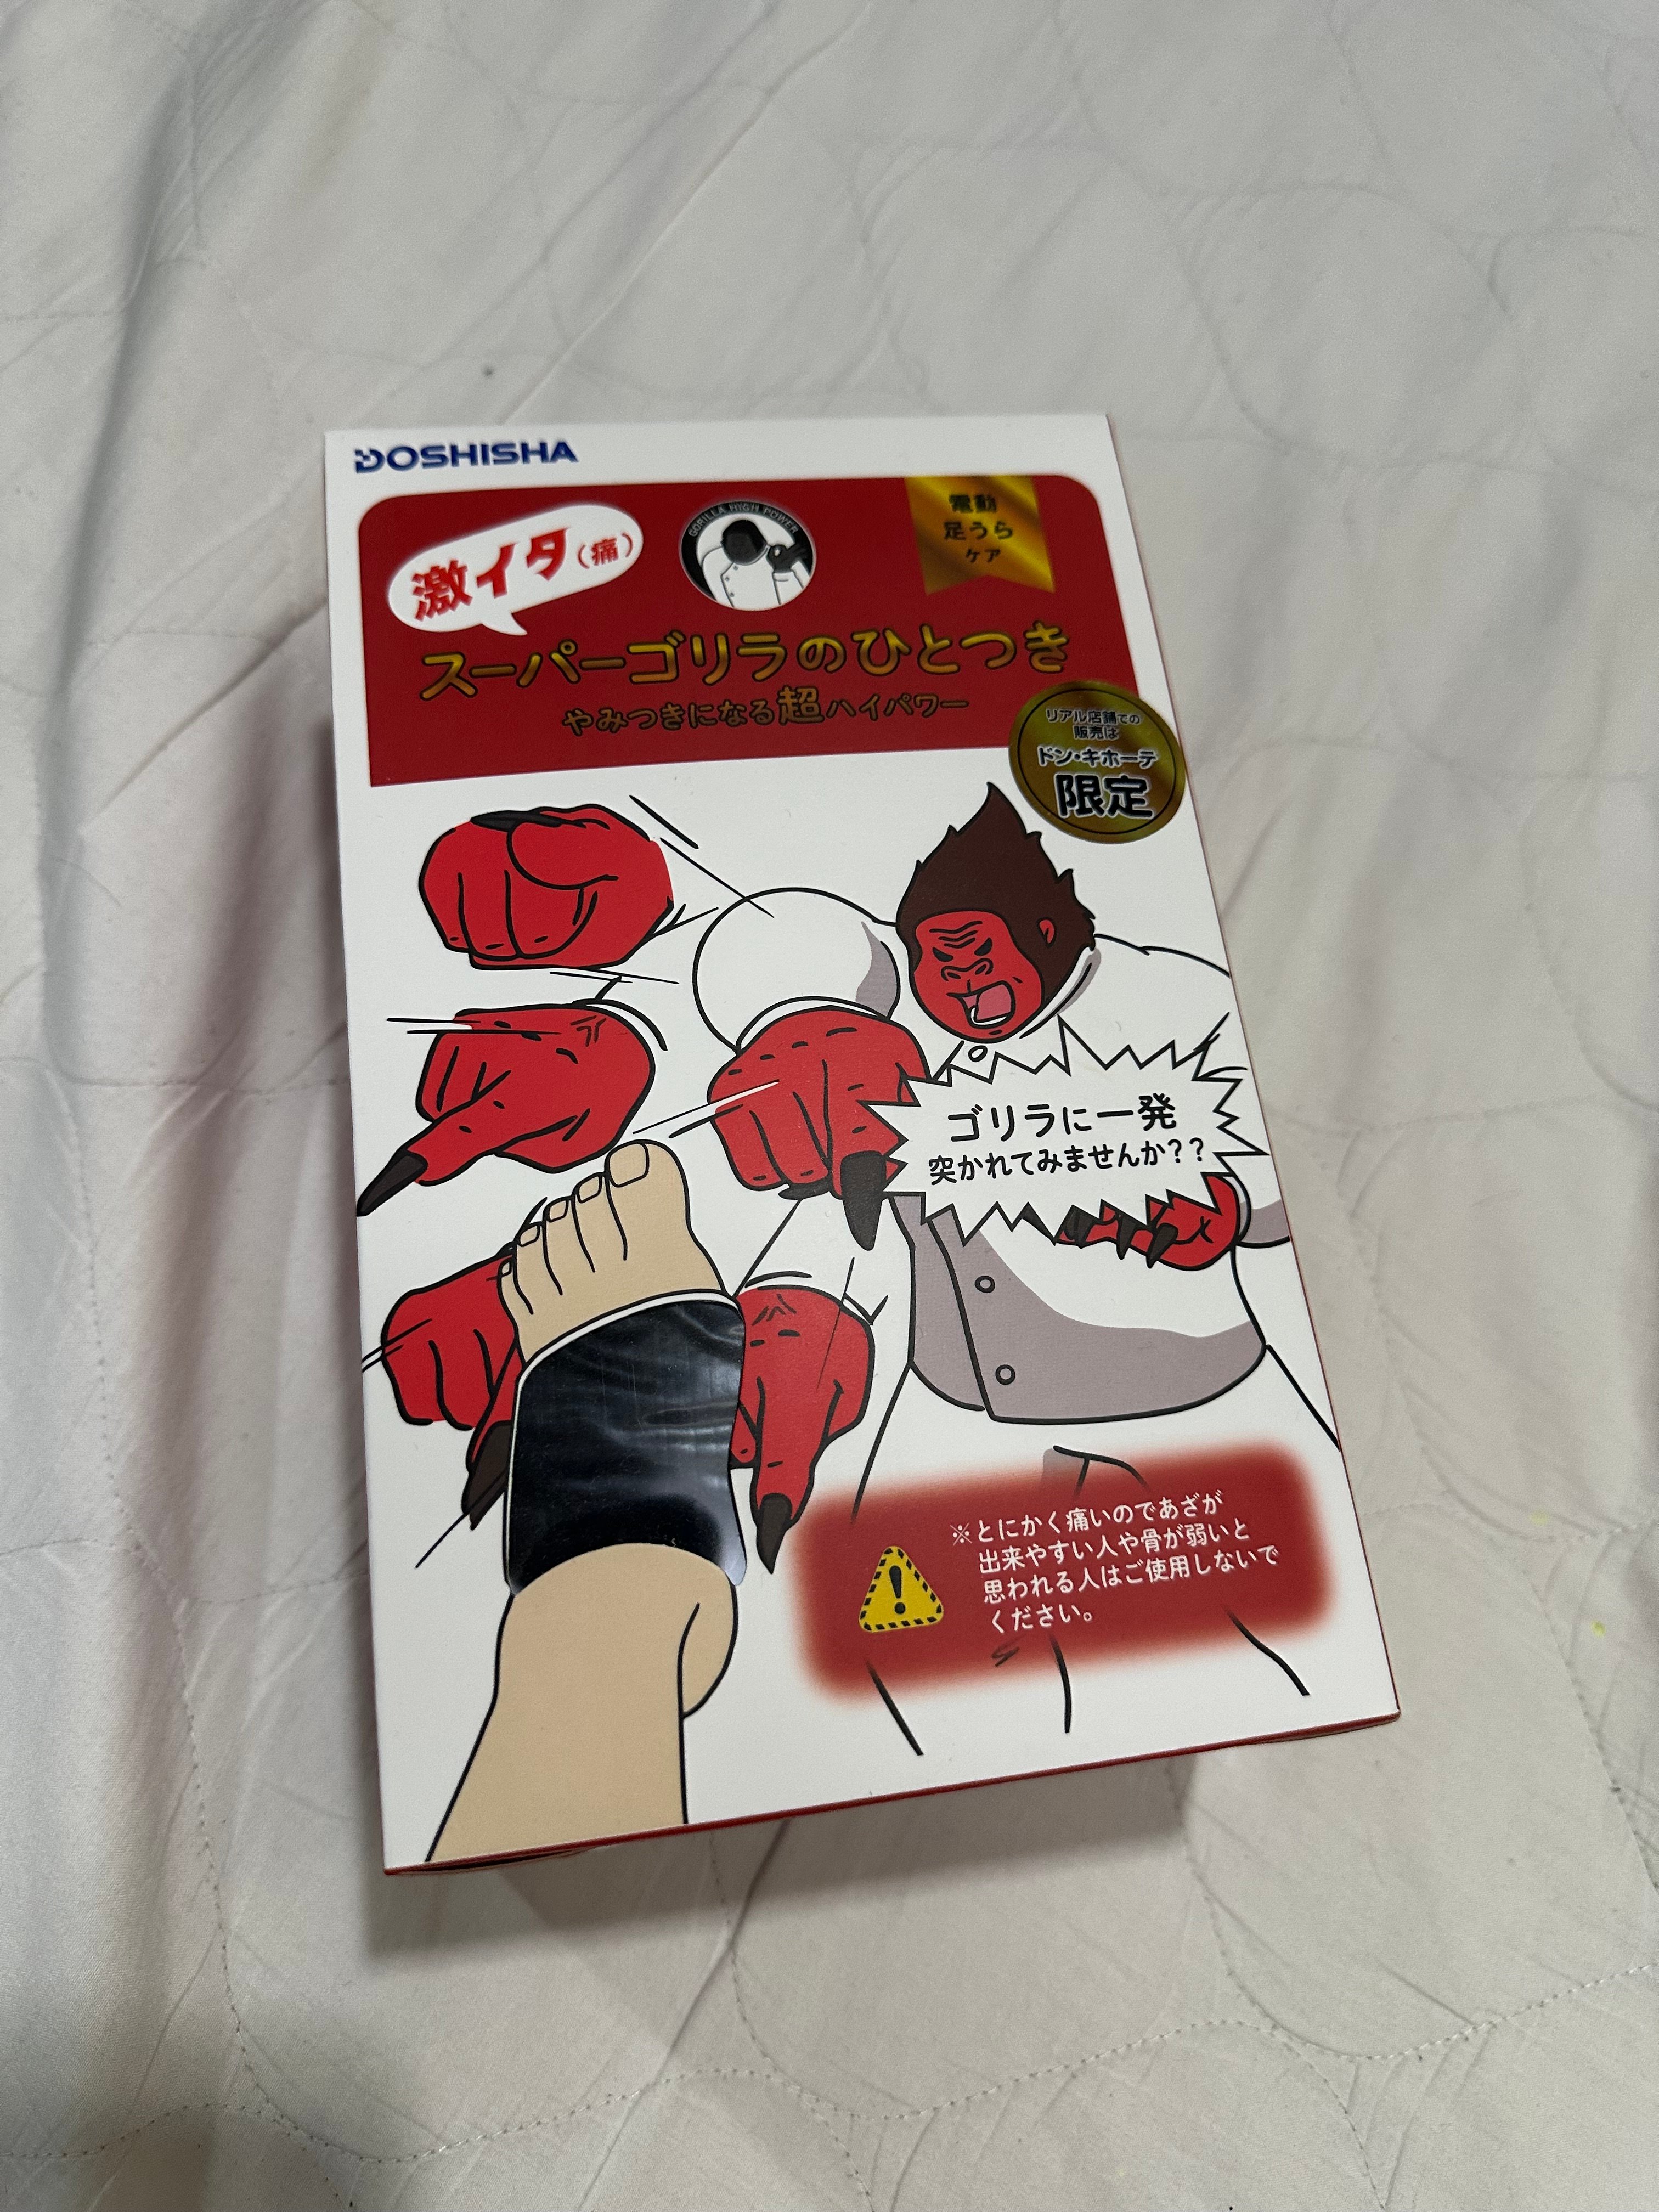 DOSHISHA
激イタ(痛)
GORILLA HIGH POWER
電動
足うら
ケア
スーパーゴリラのひとつき
やみつきになる超ハイパワー
リアル店舗での
販売は
ドン・キホーテ
限定
ゴリラに一発
突かれてみませんか??
※とにかく痛いのであざが
出来やすい人や骨が弱いと
思われる人はご使用しないで
ください。